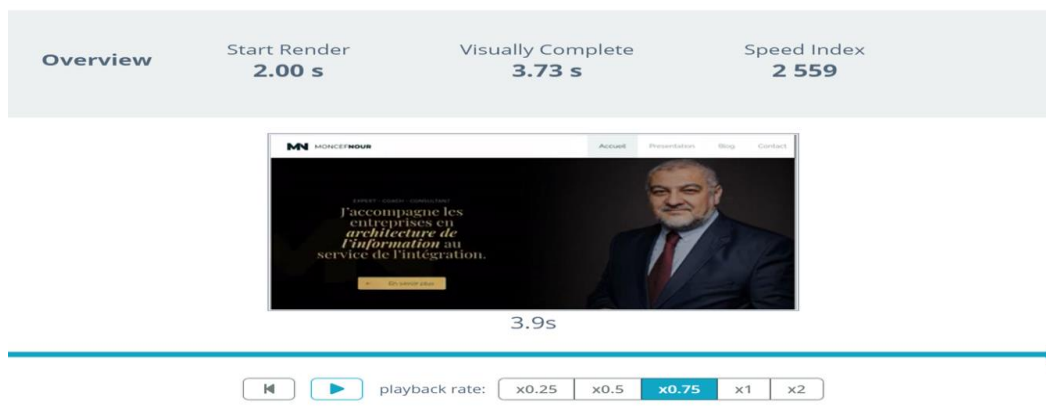 Overview
Start Render
2.00 s
Visually Complete
3.73 s
Speed Index
2 559
MN MONCEFNOUR
Accueil Presentation Blog Contact
EXPERT - COACH - CONSULTANT
J'accompagne les
entreprises en
architecture de
l'information au
service de l'intégration.
En savoir plus
3.9s
playback rate: x0.25 x0.5 x0.75 x1 x2